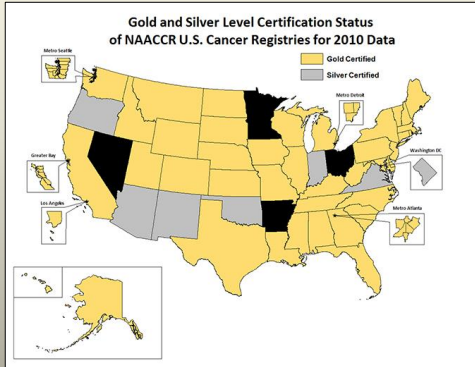 Gold and Silver Level Certification Status
of NAACCR U.S. Cancer Registries for 2010 Data
Gold Certified
Silver Certified
Metro Seattle
Metro Detroit
Washington DC
Greater Bay
Los Angeles
Metro Atlanta